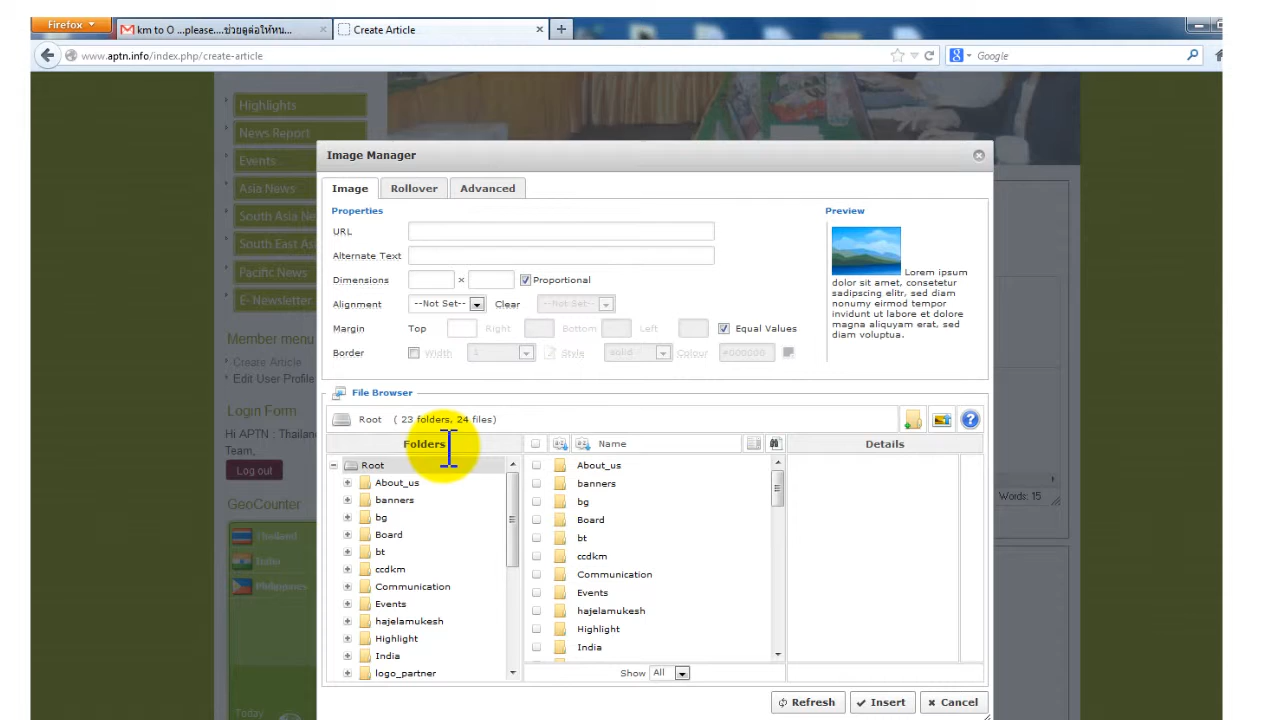 Firefox
km to O ...please....ช่วยดูต่อให้หน...
Create Article
www.aptn.info/index.php/create-article
Google
Highlights
News Report
Events
Asia News
South Asia Ne
South East Asi
Pacific News
E- Newsletter
Member menu
Create Article
Edit User Profile
Login Form
Hi APTN : Thailand
Team,
Log out
GeoCounter
Thailand
India
Philippines
Today
Image Manager
Image Rollover Advanced
Properties
URL
Alternate Text
Dimensions × Proportional
Alignment --Not Set-- Clear --Not Set--
Margin Top Right Bottom Left Equal Values
Border Width 1 Style solid Colour #000000
Preview
Lorem ipsum
dolor sit amet, consetetur
sadipscing elitr, sed diam
nonumy eirmod tempor
invidunt ut labore et dolore
magna aliquyam erat, sed
diam voluptua.
File Browser
Root ( 23 folders, 24 files)
Folders
Root
About_us
banners
bg
Board
bt
ccdkm
Communication
Events
hajelamukesh
Highlight
India
logo_partner
Name
About_us
banners
bg
Board
bt
ccdkm
Communication
Events
hajelamukesh
Highlight
India
Show All
Details
Words: 15
Refresh Insert Cancel